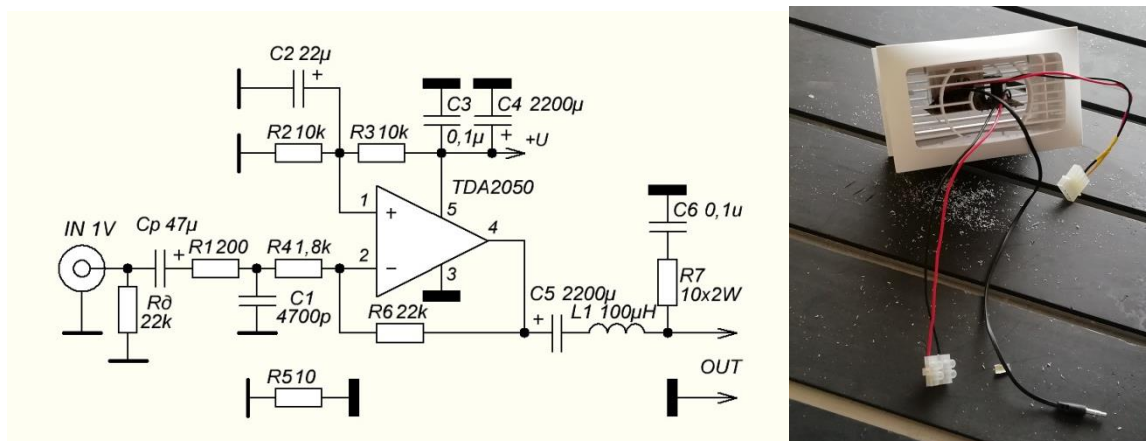 C2 22µ
+
C3
0,1µ
C4 2200µ
+
+U
R2 10k
R3 10k
TDA2050
1
+
5
4
IN 1V
Cp 47µ
+
R1 200
R4 1,8k
2
−
3
C6 0,1u
R∂
22k
C1
4700p
R6 22k
C5 2200µ
+
L1 100µH
R7
10x2W
R5 10
OUT